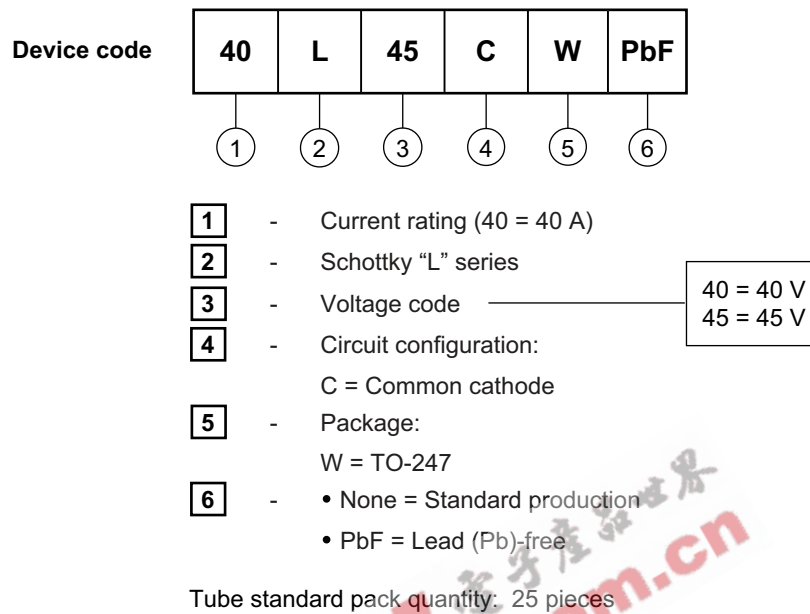 Device code 40 L 45 C W PbF
1 2 3 4 5 6
1 - Current rating (40 = 40 A)
2 - Schottky “L” series
3 - Voltage code
40 = 40 V
45 = 45 V
4 - Circuit configuration:
C = Common cathode
5 - Package:
W = TO-247
6 - • None = Standard production
• PbF = Lead (Pb)-free
Tube standard pack quantity: 25 pieces